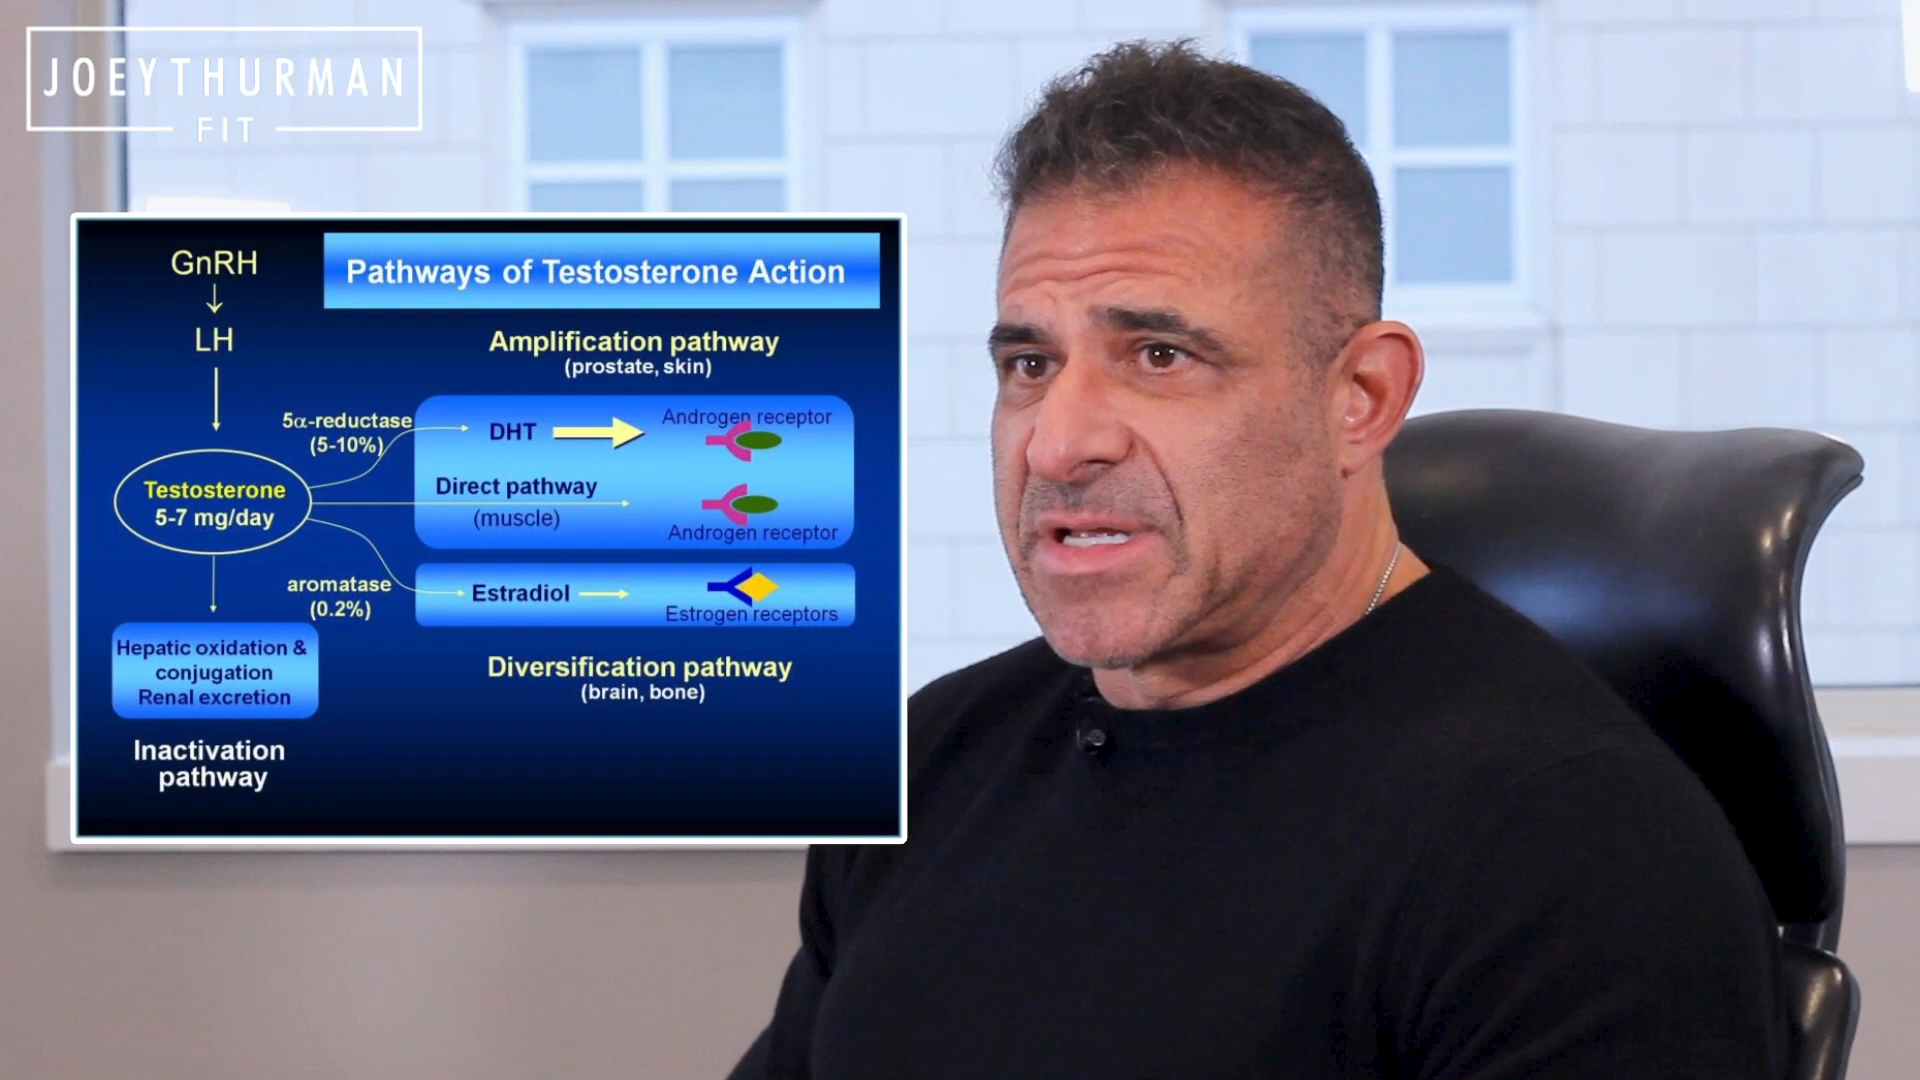 JOEYTHURMAN
FIT
GnRH
Pathways of Testosterone Action
LH
Amplification pathway
(prostate, skin)
5α-reductase
(5-10%)
DHT
Androgen receptor
Testosterone
5-7 mg/day
Direct pathway
(muscle)
Androgen receptor
aromatase
(0.2%)
Estradiol
Estrogen receptors
Hepatic oxidation &
conjugation
Renal excretion
Diversification pathway
(brain, bone)
Inactivation
pathway